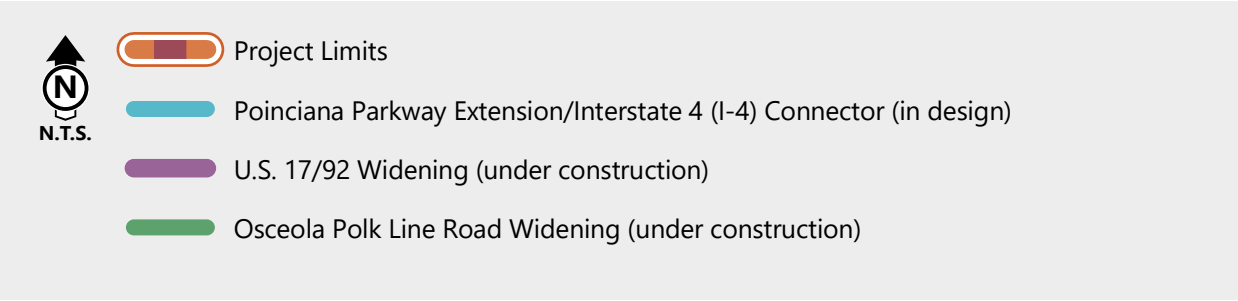 N
N.T.S.
Project Limits
Poinciana Parkway Extension/Interstate 4 (I-4) Connector (in design)
U.S. 17/92 Widening (under construction)
Osceola Polk Line Road Widening (under construction)